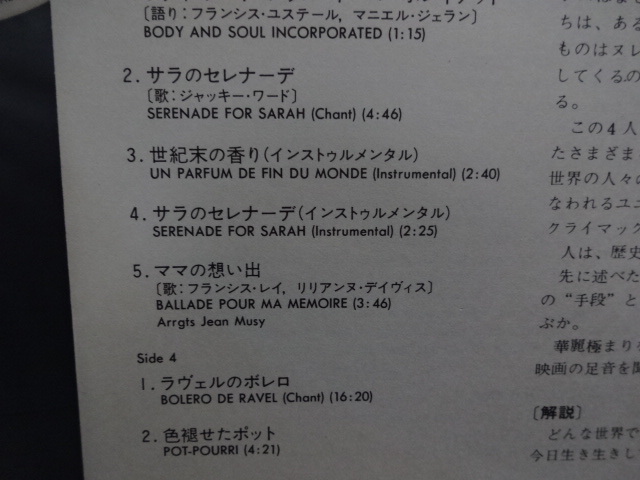 〔語り:フランシス・ユステール, マニエル・ジェラン〕
BODY AND SOUL INCORPORATED (1:15)
2. サラのセレナーデ
〔歌:ジャッキー・ワード〕
SERENADE FOR SARAH (Chant) (4:46)
3. 世紀末の香り(インストゥルメンタル)
UN PARFUM DE FIN DU MONDE (Instrumental) (2:40)
4. サラのセレナーデ(インストゥルメンタル)
SERENADE FOR SARAH (Instrumental) (2:25)
5. ママの想い出
〔歌:フランシス・レイ, リリアンヌ・デイヴィス〕
BALLADE POUR MA MEMOIRE (3:46)
Arrgts Jean Musy
Side 4
1. ラヴェルのボレロ
BOLERO DE RAVEL (Chant) (16:20)
2. 色褪せたポット
POT-POURRI (4:21)
ちは、ある
ものはヌレ
してくるの
る。
この4人
たさまざま
世界の人々の
なわれるユニ
クライマック
人は、歴史
先に述べた
の“手段”と
ぶか。
華麗極まりな
映画の足音を聞
〔解説〕
どんな世界で
今日生き生きし